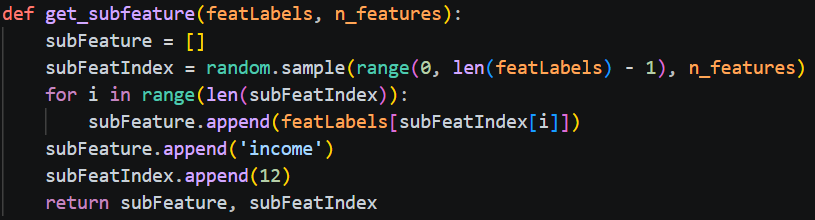 def get_subfeature(featLabels, n_features):
    subFeature = []
    subFeatIndex = random.sample(range(0, len(featLabels) - 1), n_features)
    for i in range(len(subFeatIndex)):
        subFeature.append(featLabels[subFeatIndex[i]])
    subFeature.append('income')
    subFeatIndex.append(12)
    return subFeature, subFeatIndex